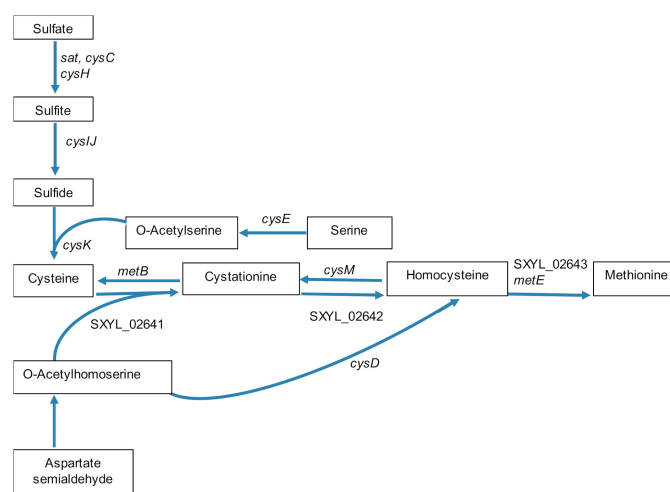 Sulfate
sat, cysC
cysH
Sulfite
cysIJ
Sulfide
O-Acetylserine
cysE
Serine
cysK
Cysteine
metB
Cystationine
cysM
Homocysteine
SXYL_02643
metE
Methionine
SXYL_02641
SXYL_02642
O-Acetylhomoserine
cysD
Aspartate
semialdehyde